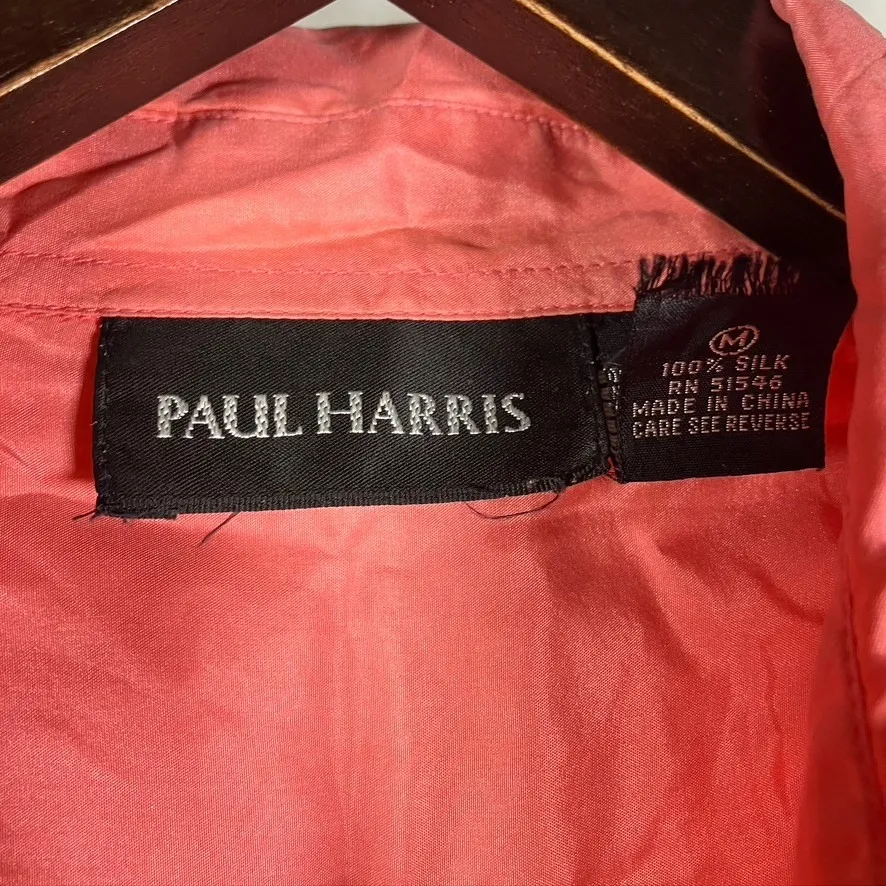 PAUL HARRIS
M
100% SILK
RN 51546
MADE IN CHINA
CARE SEE REVERSE